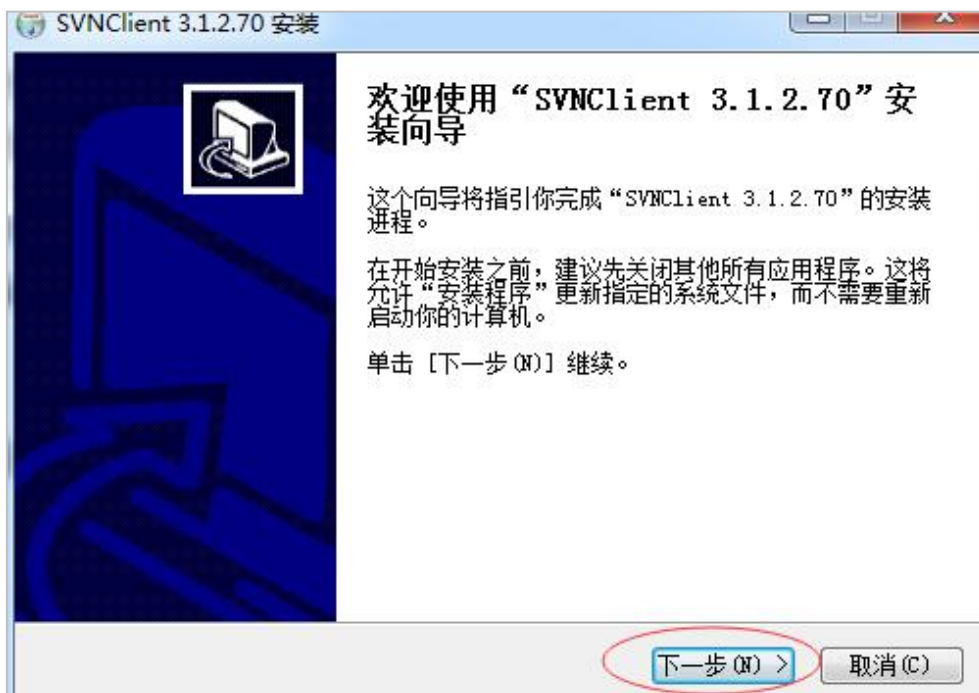 SVNClient 3.1.2.70 安装
欢迎使用“SVNClient 3.1.2.70”安
装向导
这个向导将指引你完成“SVNClient 3.1.2.70”的安装
进程。
在开始安装之前，建议先关闭其他所有应用程序。这将
允许“安装程序”更新指定的系统文件，而不需要重新
启动你的计算机。
单击 [下一步(N)] 继续。
下一步(N) >
取消(C)